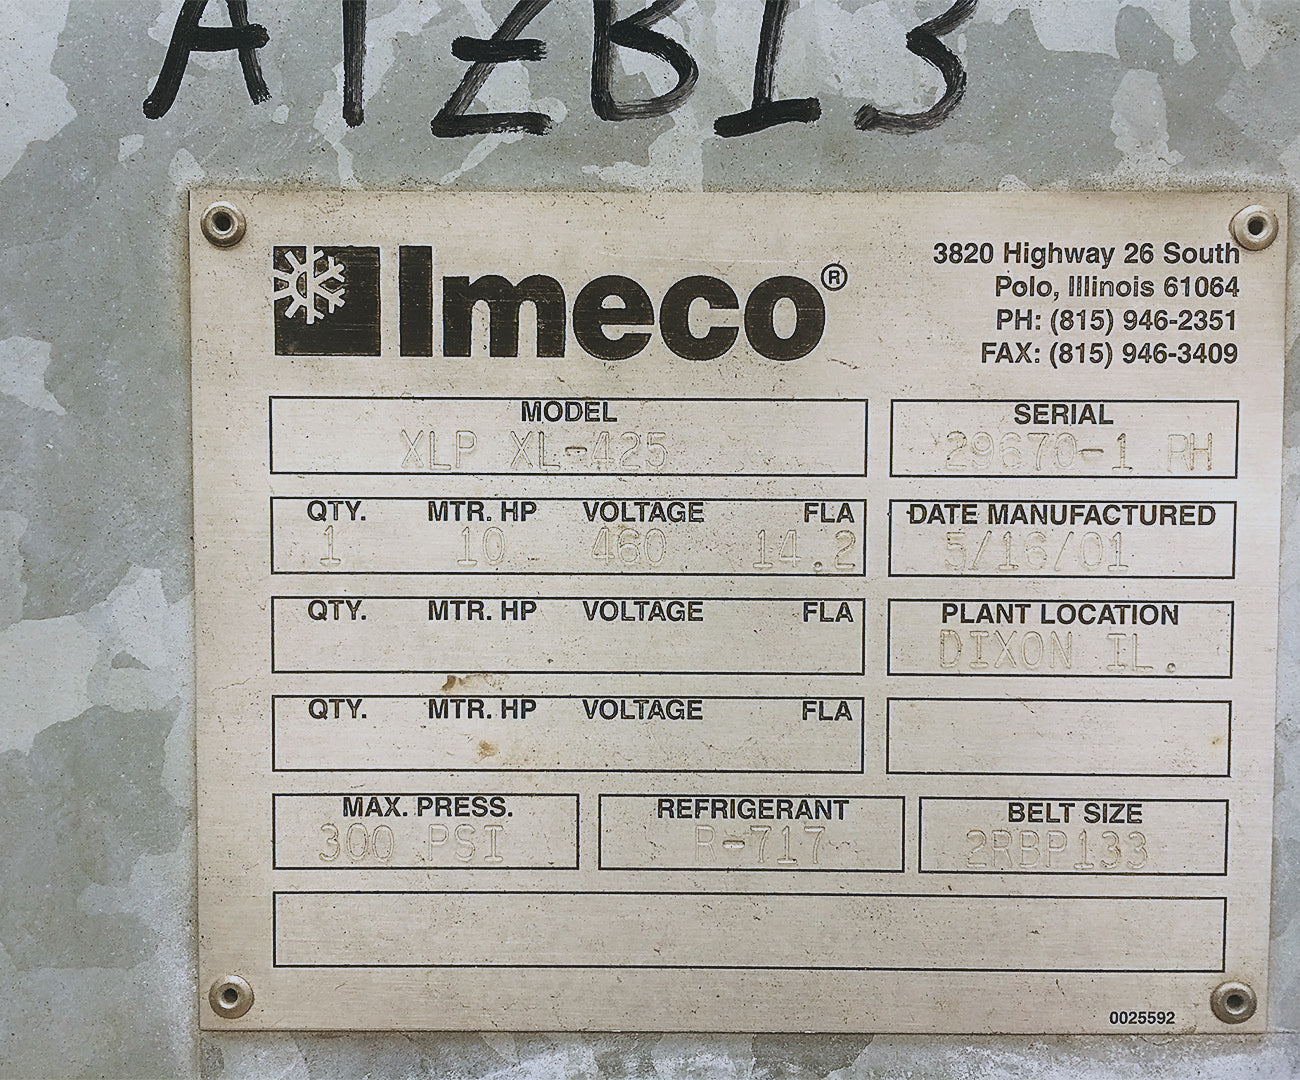 ATZBI3
Imeco®
3820 Highway 26 South
Polo, Illinois 61064
PH: (815) 946-2351
FAX: (815) 946-3409
MODEL
XLP XL-425
SERIAL
29670-1 RH
QTY. MTR. HP VOLTAGE FLA
1 10 460 14.2
DATE MANUFACTURED
5/16/01
QTY. MTR. HP VOLTAGE FLA
PLANT LOCATION
DIXON IL.
QTY. MTR. HP VOLTAGE FLA
MAX. PRESS.
300 PSI
REFRIGERANT
R-717
BELT SIZE
2RBP133
0025592